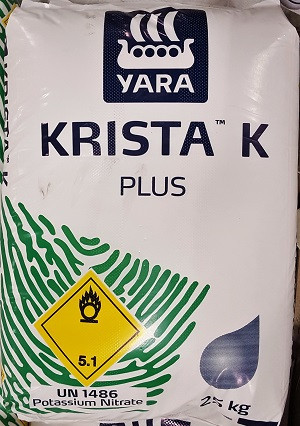 YARA
KRISTA™ K
PLUS
5.1
UN 1486
Potassium Nitrate
25 kg